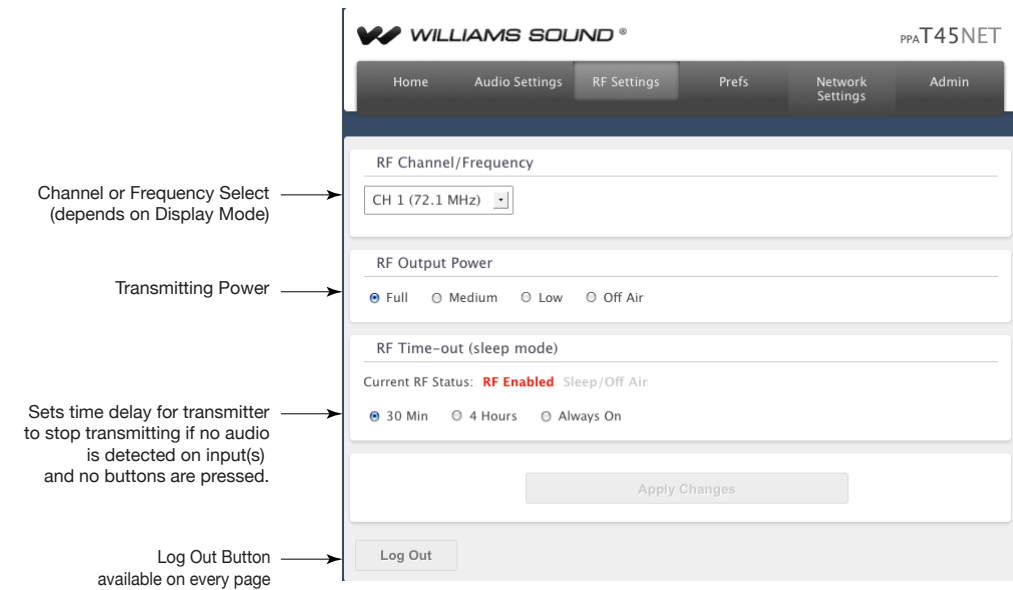 WILLIAMS SOUND ®
PPA T45NET
Home Audio Settings RF Settings Prefs Network Settings Admin
RF Channel/Frequency
Channel or Frequency Select
(depends on Display Mode)
CH 1 (72.1 MHz)
RF Output Power
Transmitting Power
Full Medium Low Off Air
RF Time-out (sleep mode)
Current RF Status: RF Enabled Sleep/Off Air
Sets time delay for transmitter
to stop transmitting if no audio
is detected on input(s)
and no buttons are pressed.
30 Min 4 Hours Always On
Apply Changes
Log Out Button
available on every page
Log Out